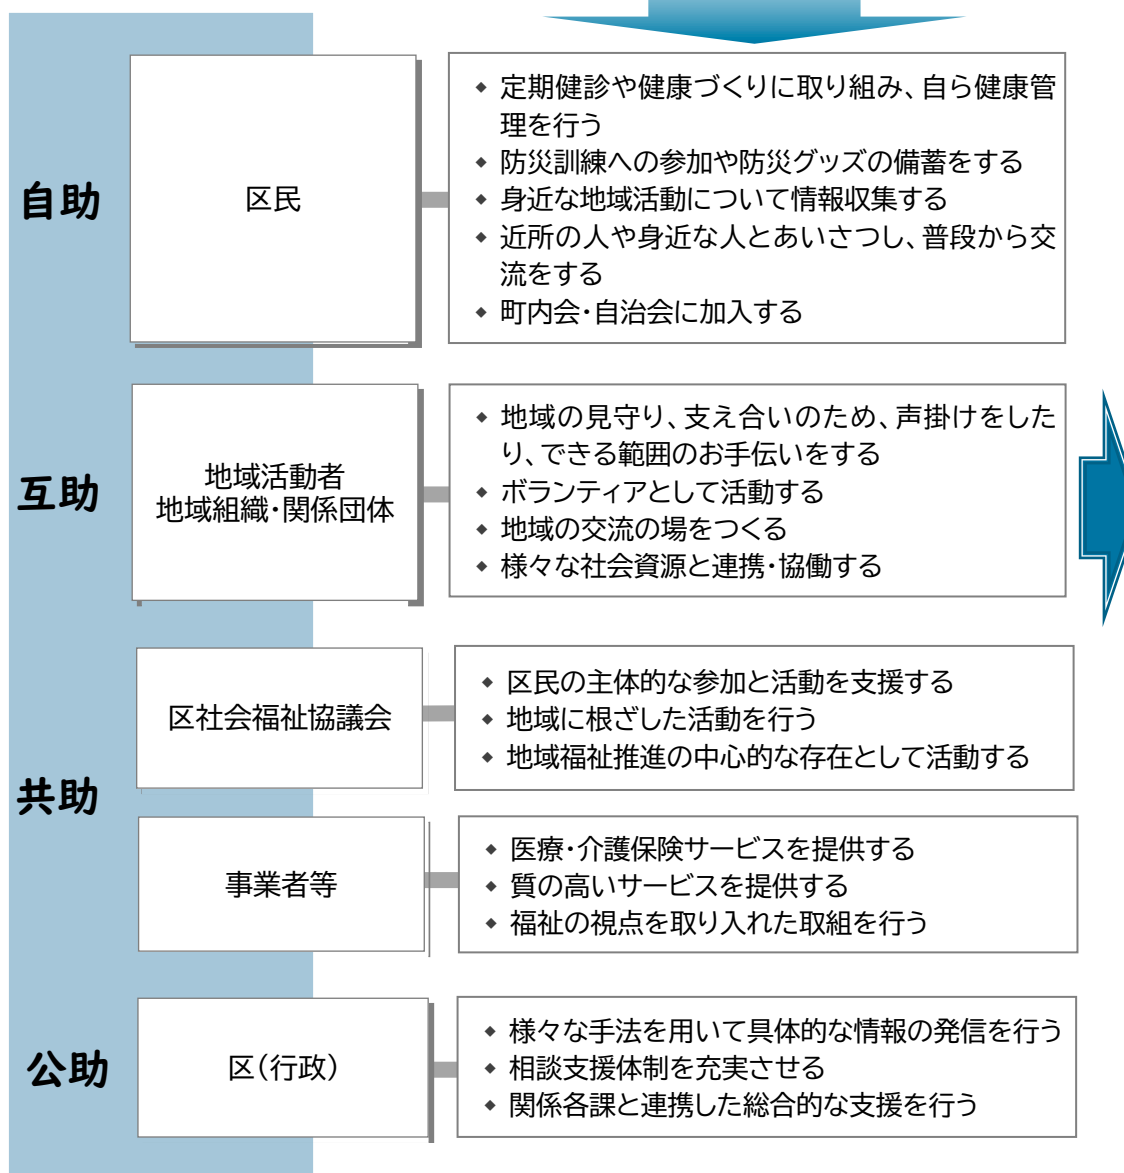 自助
区民
◆ 定期健診や健康づくりに取り組み、自ら健康管
理を行う
◆ 防災訓練への参加や防災グッズの備蓄をする
◆ 身近な地域活動について情報収集する
◆ 近所の人や身近な人とあいさつし、普段から交
流をする
◆ 町内会・自治会に加入する
互助
地域活動者
地域組織・関係団体
◆ 地域の見守り、支え合いのため、声掛けをした
り、できる範囲のお手伝いをする
◆ ボランティアとして活動する
◆ 地域の交流の場をつくる
◆ 様々な社会資源と連携・協働する
共助
区社会福祉協議会
◆ 区民の主体的な参加と活動を支援する
◆ 地域に根ざした活動を行う
◆ 地域福祉推進の中心的な存在として活動する
事業者等
◆ 医療・介護保険サービスを提供する
◆ 質の高いサービスを提供する
◆ 福祉の視点を取り入れた取組を行う
公助
区（行政）
◆ 様々な手法を用いて具体的な情報の発信を行う
◆ 相談支援体制を充実させる
◆ 関係各課と連携した総合的な支援を行う